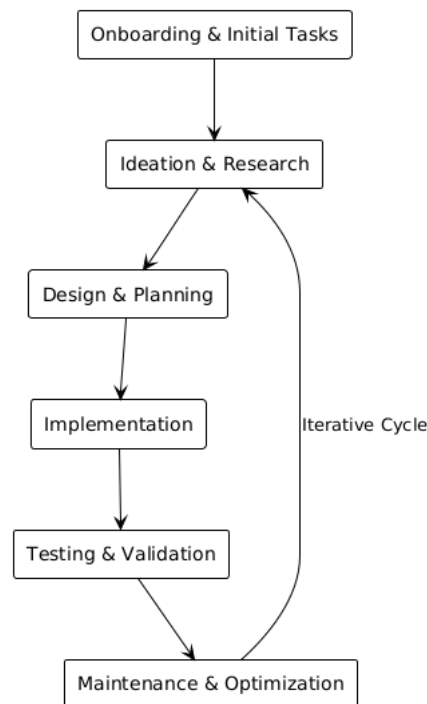 Onboarding & Initial Tasks
Ideation & Research
Design & Planning
Implementation
Iterative Cycle
Testing & Validation
Maintenance & Optimization